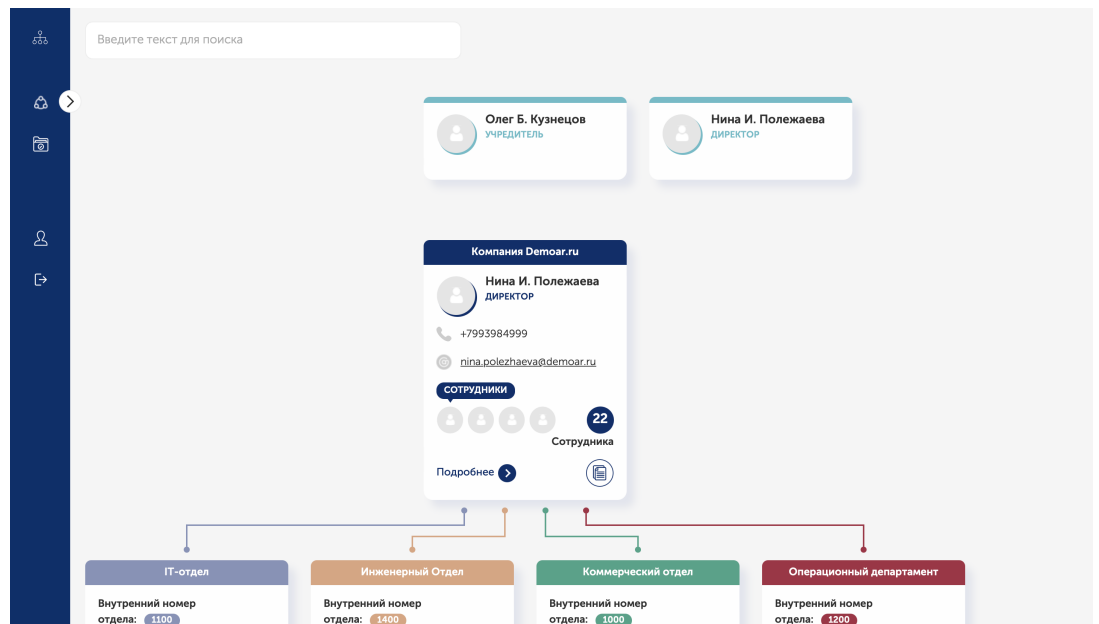 Введите текст для поиска
Олег Б. Кузнецов
УЧРЕДИТЕЛЬ
Нина И. Полежаева
ДИРЕКТОР
Компания Demoar.ru
Нина И. Полежаева
ДИРЕКТОР
+7993984999
nina.polezhaeva@demoar.ru
СОТРУДНИКИ
22
Сотрудника
Подробнее
IT-отдел
Внутренний номер
отдела: 1100
Инженерный Отдел
Внутренний номер
отдела: 1400
Коммерческий отдел
Внутренний номер
отдела: 1000
Операционный департамент
Внутренний номер
отдела: 1200